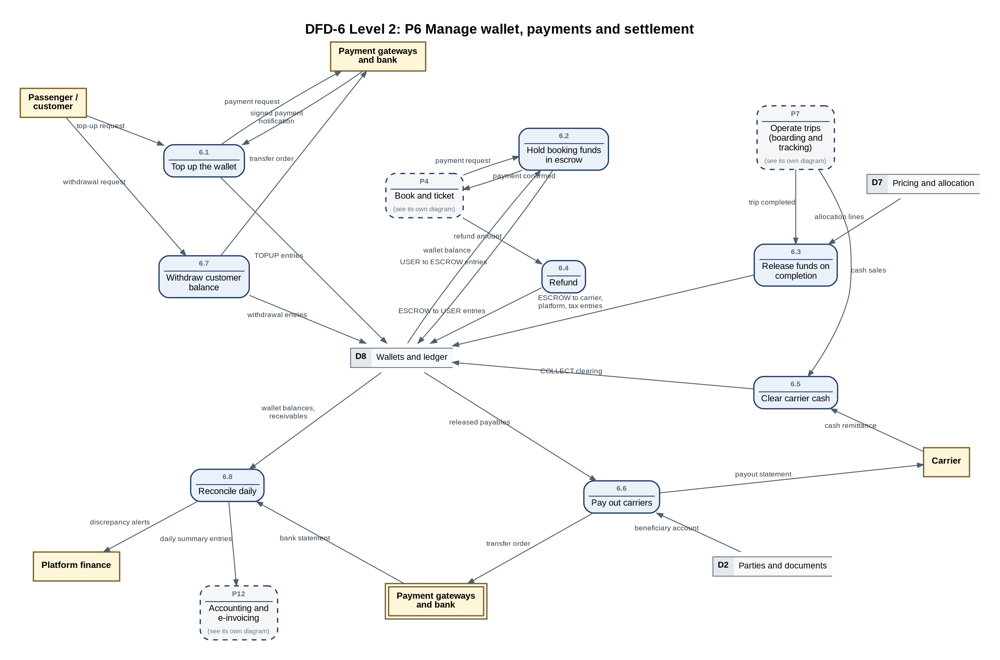 DFD-6 Level 2: P6 Manage wallet, payments and settlement
Payment gateways
and bank
Passenger /
customer
payment request
signed payment
notification
top-up request
6.1
Top up the wallet
transfer order
withdrawal request
6.2
Hold booking funds
in escrow
payment request
payment confirmed
P4
Book and ticket
(see its own diagram)
P7
Operate trips
(boarding and
tracking)
(see its own diagram)
D7
Pricing and allocation
trip completed
allocation lines
refund amount
wallet balance
USER to ESCROW entries
TOPUP entries
6.7
Withdraw customer
balance
6.4
Refund
6.3
Release funds on
completion
cash sales
ESCROW to carrier,
platform, tax entries
ESCROW to USER entries
withdrawal entries
D8
Wallets and ledger
COLLECT clearing
6.5
Clear carrier cash
wallet balances,
receivables
released payables
cash remittance
Carrier
payout statement
6.8
Reconcile daily
6.6
Pay out carriers
discrepancy alerts
daily summary entries
bank statement
transfer order
beneficiary account
Platform finance
D2
Parties and documents
P12
Accounting and
e-invoicing
(see its own diagram)
Payment gateways
and bank